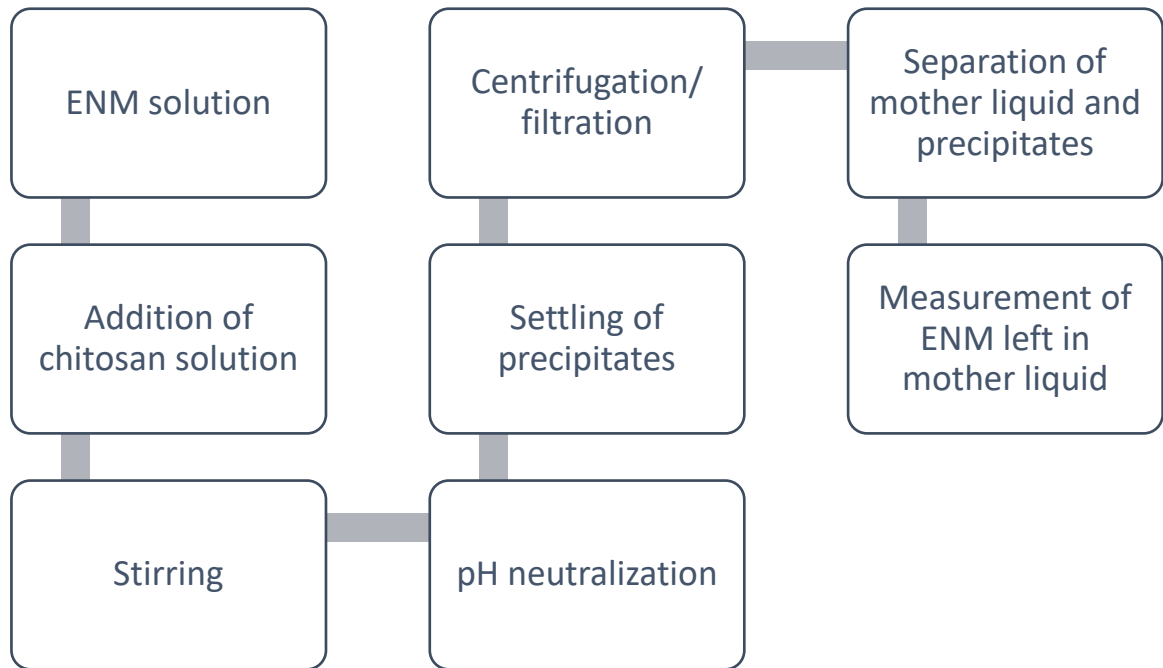 ENM solution
Addition of
chitosan solution
Stirring
pH neutralization
Settling of
precipitates
Centrifugation/
filtration
Separation of
mother liquid and
precipitates
Measurement of
ENM left in
mother liquid